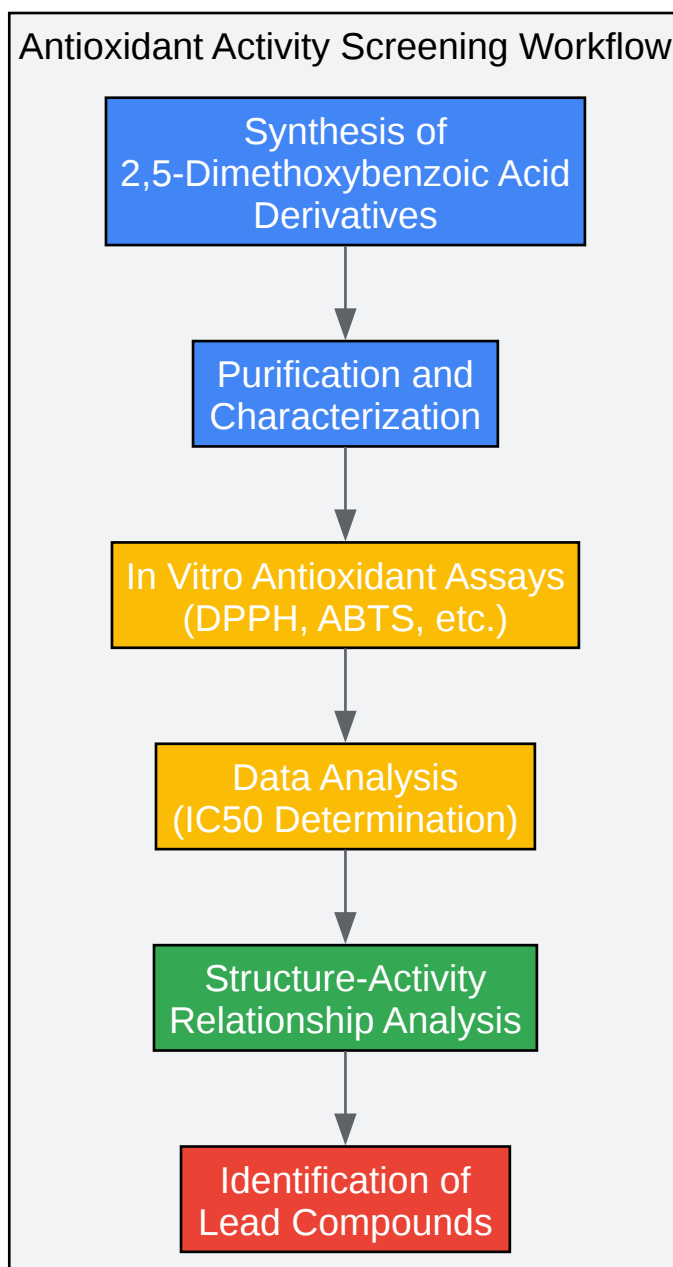 Antioxidant Activity Screening Workflow
Synthesis of
2,5-Dimethoxybenzoic Acid
Derivatives
Purification and
Characterization
In Vitro Antioxidant Assays
(DPPH, ABTS, etc.)
Data Analysis
(IC50 Determination)
Structure-Activity
Relationship Analysis
Identification of
Lead Compounds